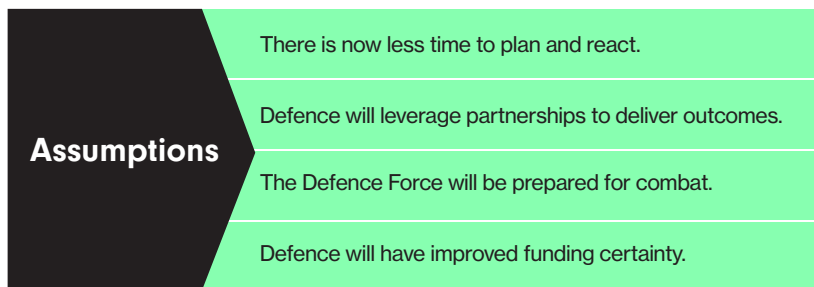 Assumptions
There is now less time to plan and react.
Defence will leverage partnerships to deliver outcomes.
The Defence Force will be prepared for combat.
Defence will have improved funding certainty.